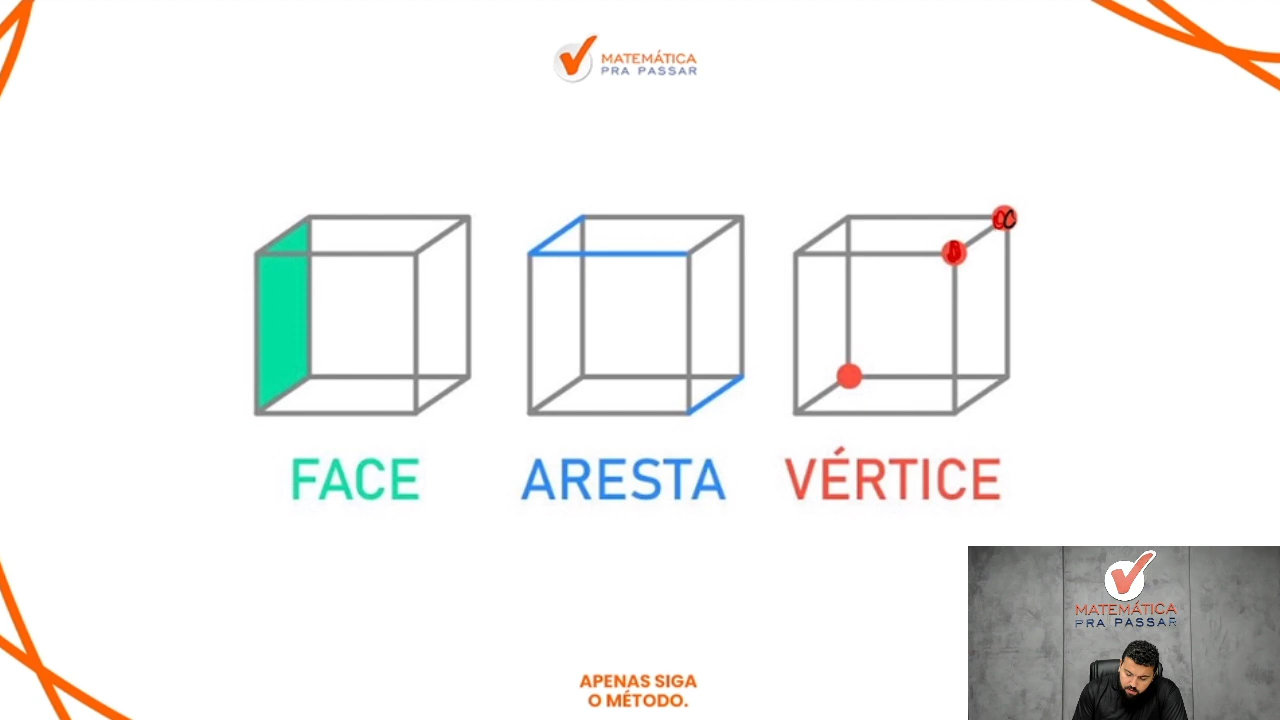 MATEMÁTICA
PRA PASSAR
FACE
ARESTA
VÉRTICE
MATEMÁTICA
PRA PASSAR
APENAS SIGA
O MÉTODO.